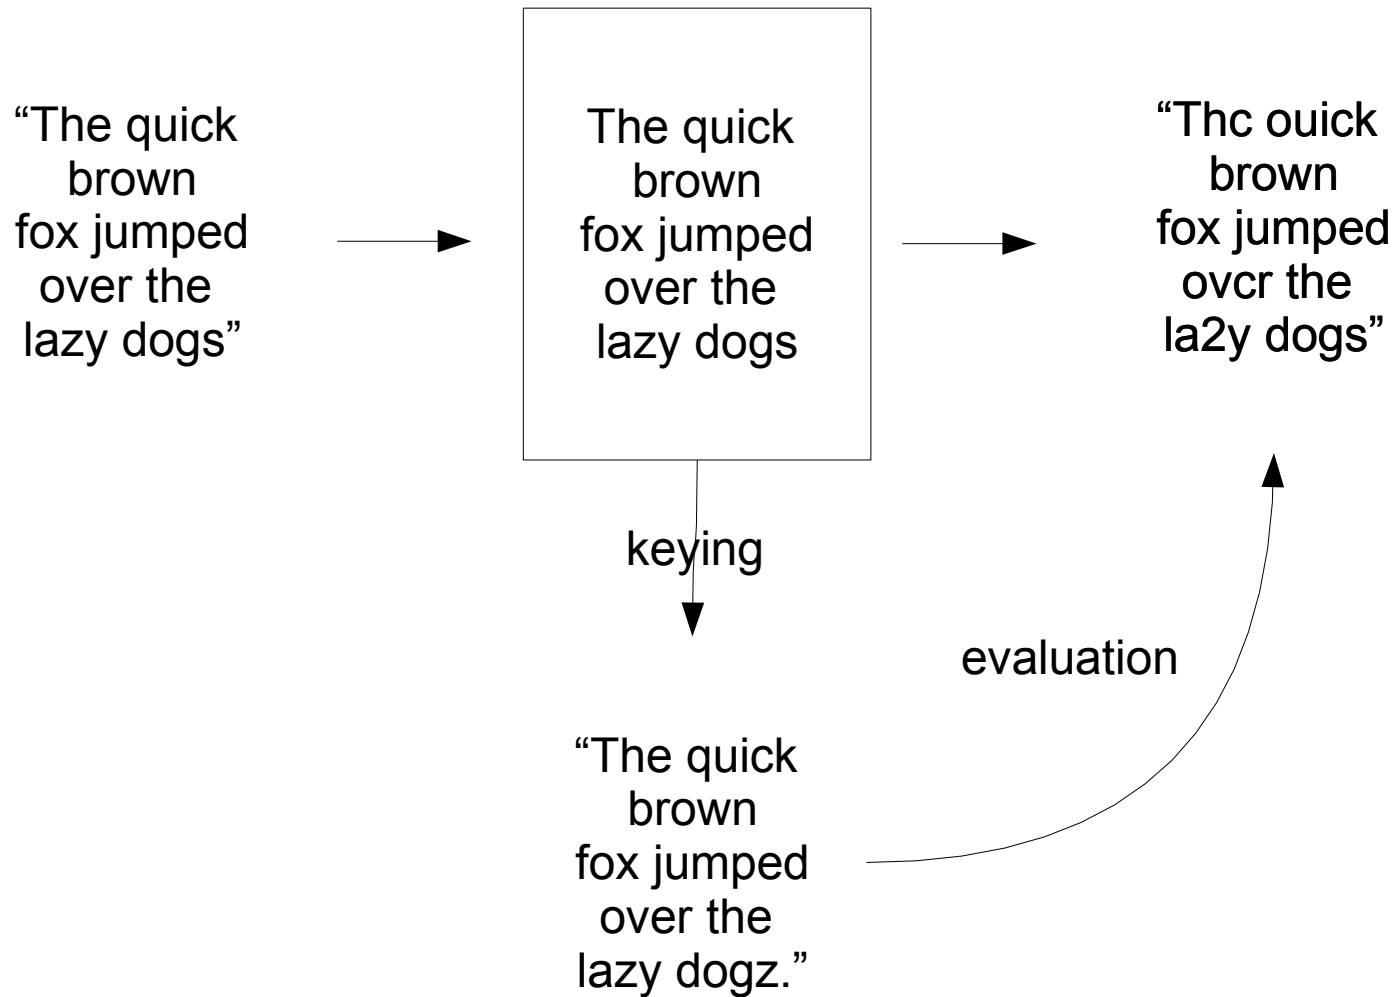 “The quick
brown
fox jumped
over the
lazy dogs”
The quick
brown
fox jumped
over the
lazy dogs
“Thc ouick
brown
fox jumped
ovcr the
la2y dogs”
keying
evaluation
“The quick
brown
fox jumped
over the
lazy dogz.”